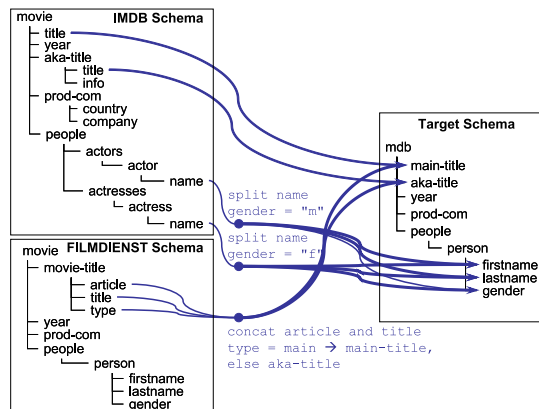 IMDB Schema
movie
title
year
aka-title
title
info
prod-com
country
company
people
actors
actor
name
actresses
actress
name
FILMDIENST Schema
movie
movie-title
article
title
type
year
prod-com
people
person
firstname
lastname
gender
split name
gender = "m"
split name
gender = "f"
concat article and title
type = main → main-title,
else aka-title
Target Schema
mdb
main-title
aka-title
year
prod-com
people
person
firstname
lastname
gender